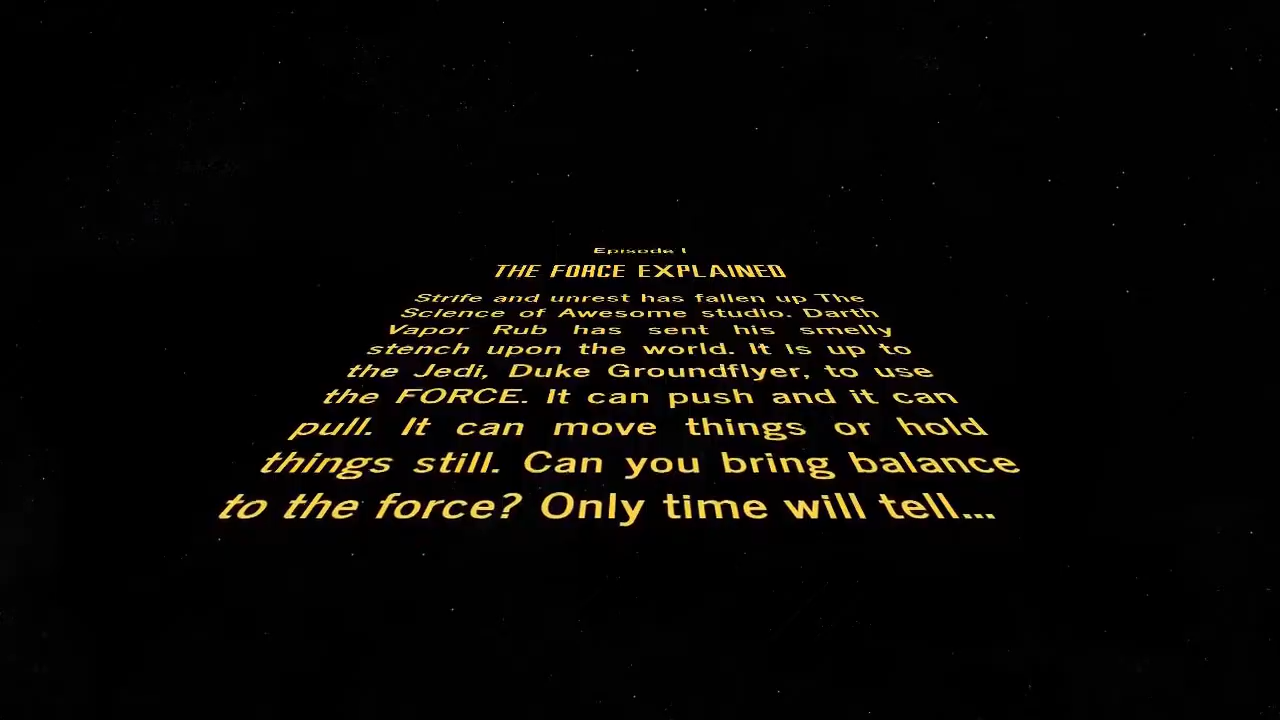 Episode I
THE FORCE EXPLAINED
Strife and unrest has fallen up The
Science of Awesome studio. Darth
Vapor Rub has sent his smelly
stench upon the world. It is up to
the Jedi, Duke Groundflyer, to use
the FORCE. It can push and it can
pull. It can move things or hold
things still. Can you bring balance
to the force? Only time will tell...